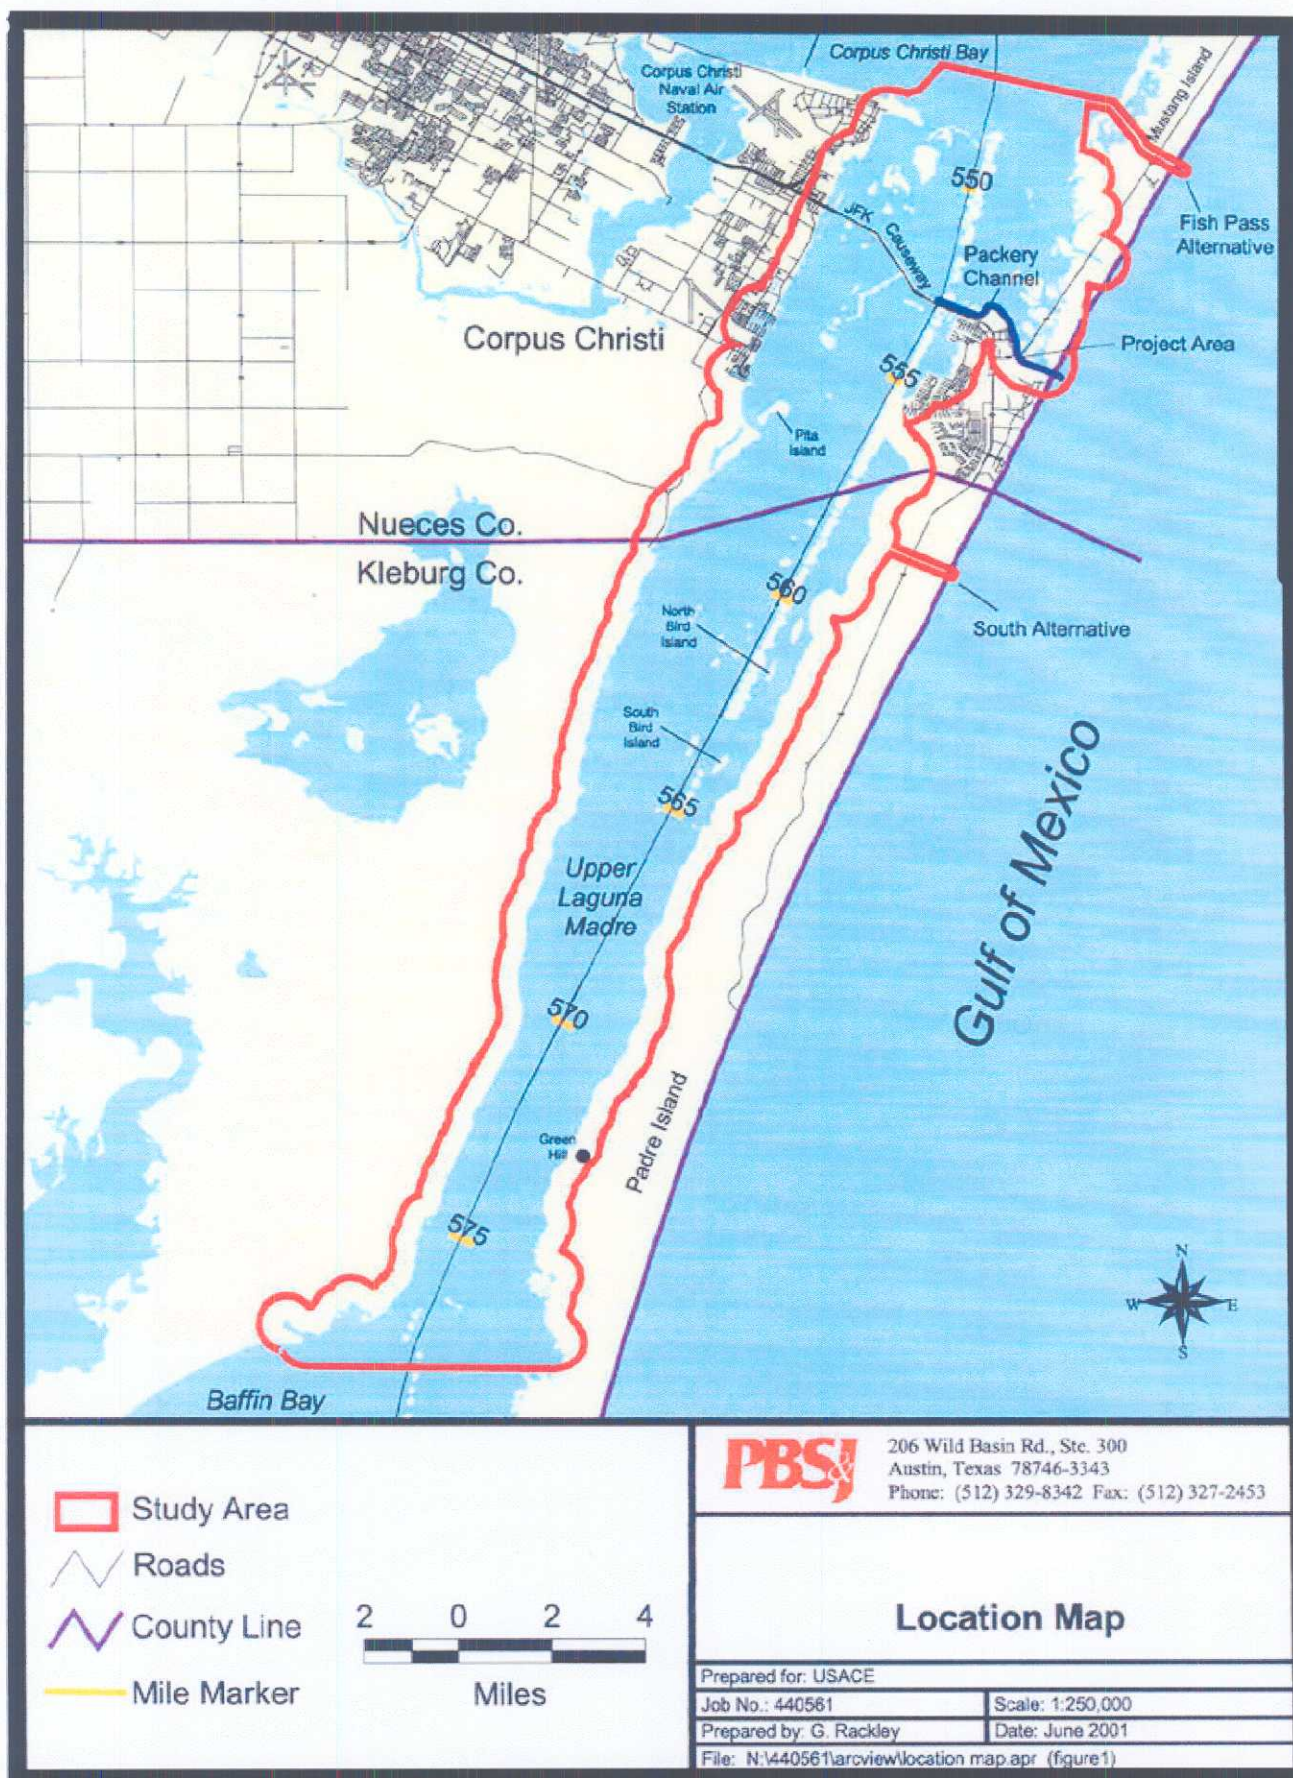 Corpus Christi Bay
Corpus Christi
Naval Air
Station
Mustang Island
550
JFK Causeway
Packery
Channel
Fish Pass
Alternative
Corpus Christi
Project Area
555
Pita
Island
Nueces Co.
Kleburg Co.
560
North
Bird
Island
South Alternative
South
Bird
Island
565
Gulf of Mexico
Upper
Laguna
Madre
570
Padre Island
Green
Hill
575
N
W
E
S
Baffin Bay
Study Area
Roads
County Line
Mile Marker
2 0 2 4
Miles
PBS&J
206 Wild Basin Rd., Ste. 300
Austin, Texas 78746-3343
Phone: (512) 329-8342 Fax: (512) 327-2453
Location Map
Prepared for: USACE
Job No.: 440561
Scale: 1:250,000
Prepared by: G. Rackley
Date: June 2001
File: N:\440561\arcview\location map.apr (figure1)